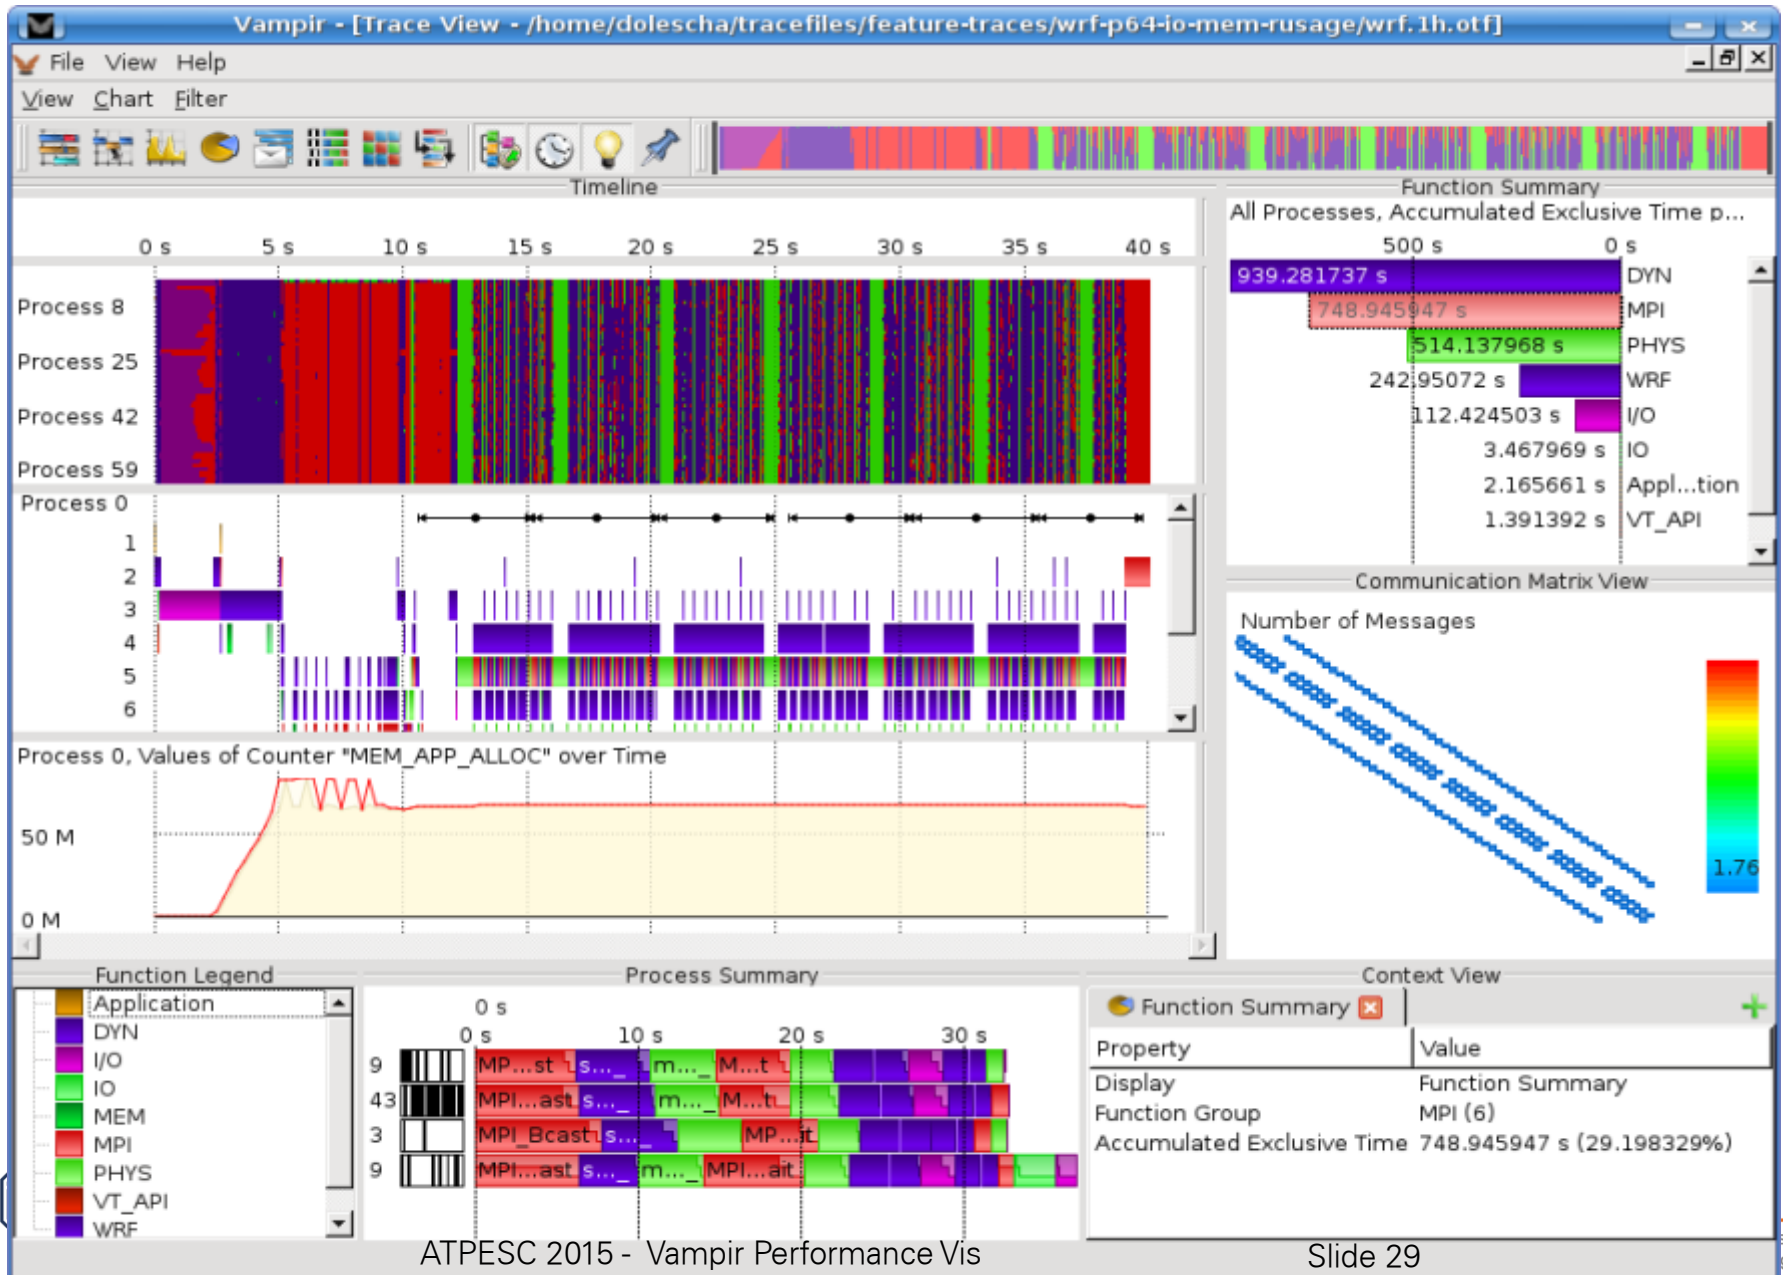 Vampir - [Trace View - /home/dolescha/tracefiles/feature-traces/wrf-p64-io-mem-rusage/wrf.1h.otf]
File View Help
View Chart Filter
Timeline
0 s 5 s 10 s 15 s 20 s 25 s 30 s 35 s 40 s
Process 8
Process 25
Process 42
Process 59
Process 0
1
2
3
4
5
6
Process 0, Values of Counter "MEM_APP_ALLOC" over Time
50 M
0 M
Function Summary
All Processes, Accumulated Exclusive Time p...
500 s 0 s
939.281737 s DYN
748.945947 s MPI
514.137968 s PHYS
242.95072 s WRF
112.424503 s I/O
3.467969 s IO
2.165661 s Appl...tion
1.391392 s VT_API
Communication Matrix View
Number of Messages
1.76
Function Legend
Application
DYN
I/O
IO
MEM
MPI
PHYS
VT_API
WRF
Process Summary
0 s
0 s 10 s 20 s 30 s
9 MP...st s..._ m..._ M...t
43 MPI...ast s..._ m..._ M...t
3 MPI_Bcast s..._ MP...it
9 MPI...ast s..._ m..._ MPI...ait
Context View
Function Summary
Property Value
Display Function Summary
Function Group MPI (6)
Accumulated Exclusive Time 748.945947 s (29.198329%)
ATPESC 2015 - Vampir Performance Vis
Slide 29